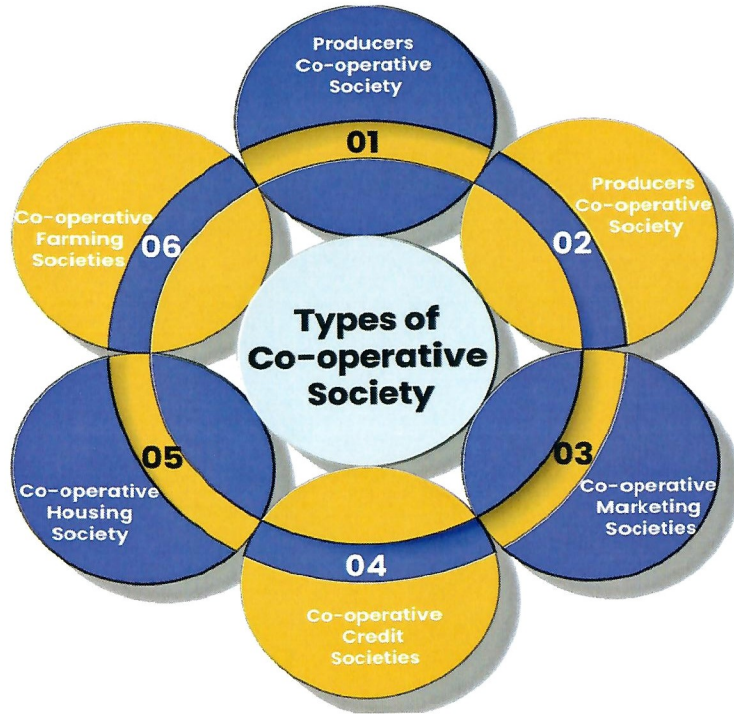 Producers
Co-operative
Society
01
Producers
Co-operative
Society
02
03
Co-operative
Marketing
Societies
04
Co-operative
Credit
Societies
05
Co-operative
Housing
Society
06
Co-operative
Farming
Societies
Types of
Co-operative
Society